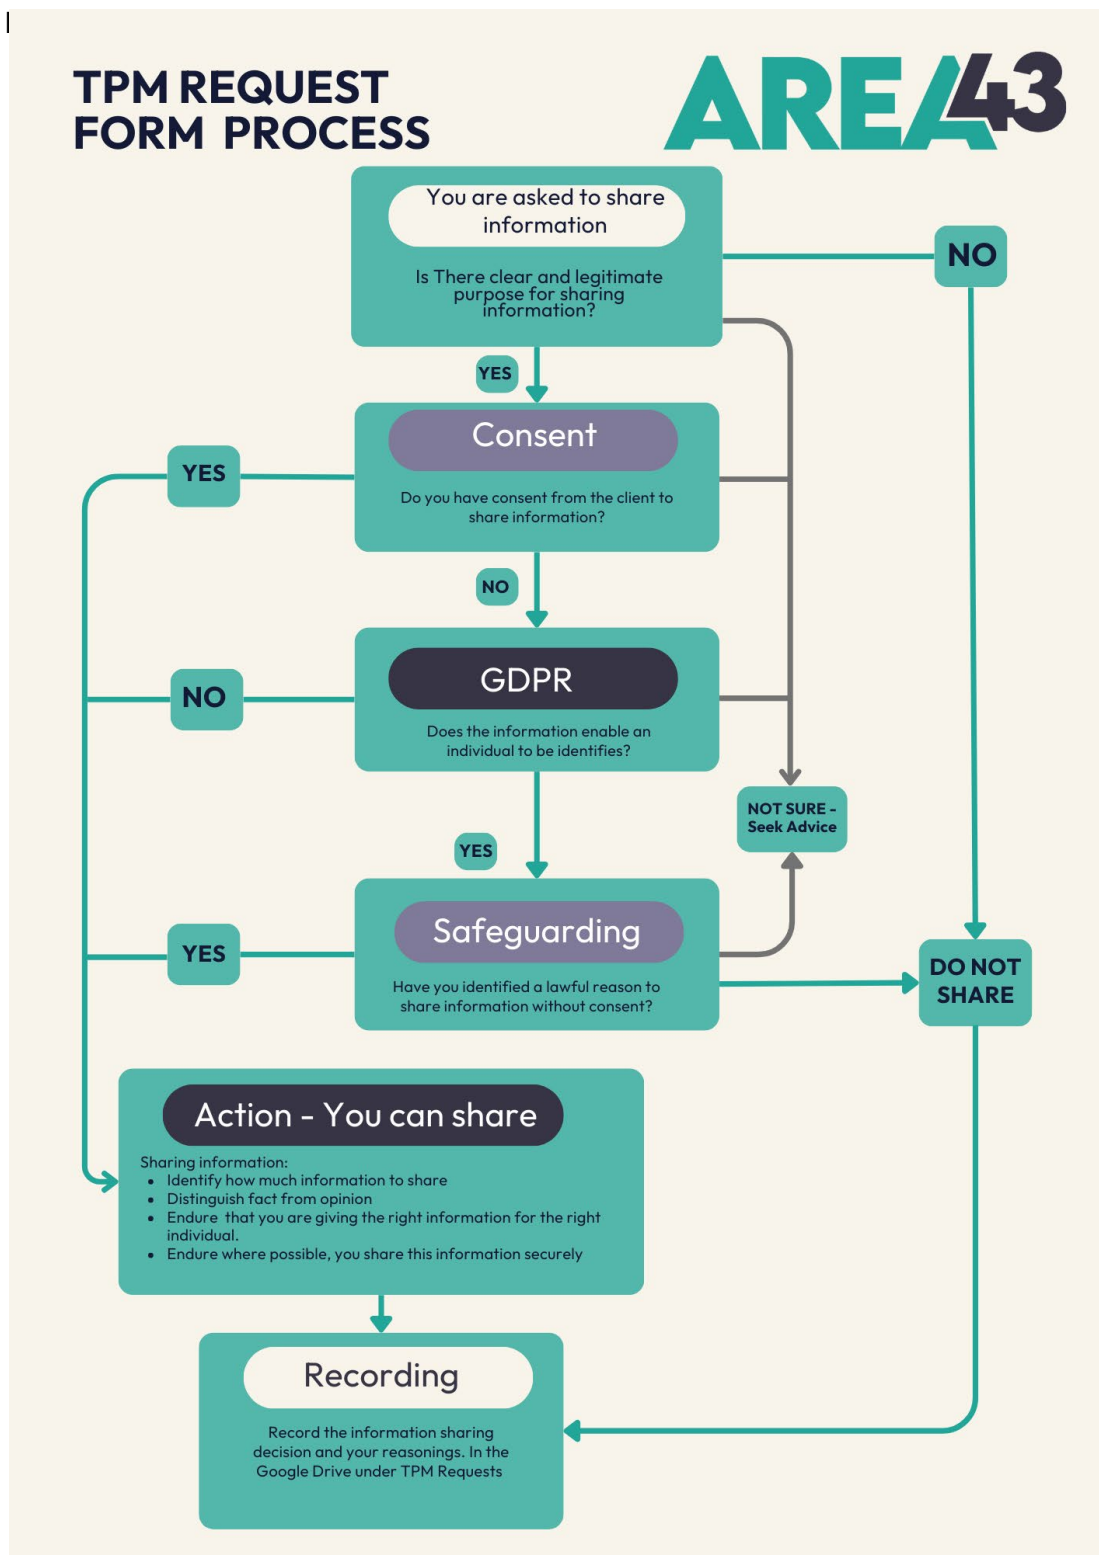 TPM REQUEST
FORM PROCESS
AREA43
You are asked to share
information
Is There clear and legitimate
purpose for sharing
information?
NO
YES
Consent
Do you have consent from the client to
share information?
YES
NO
GDPR
Does the information enable an
individual to be identifies?
NO
YES
NOT SURE -
Seek Advice
Safeguarding
Have you identified a lawful reason to
share information without consent?
YES
DO NOT
SHARE
Action - You can share
Sharing information:
• Identify how much information to share
• Distinguish fact from opinion
• Endure that you are giving the right information for the right
individual.
• Endure where possible, you share this information securely
Recording
Record the information sharing
decision and your reasonings. In the
Google Drive under TPM Requests